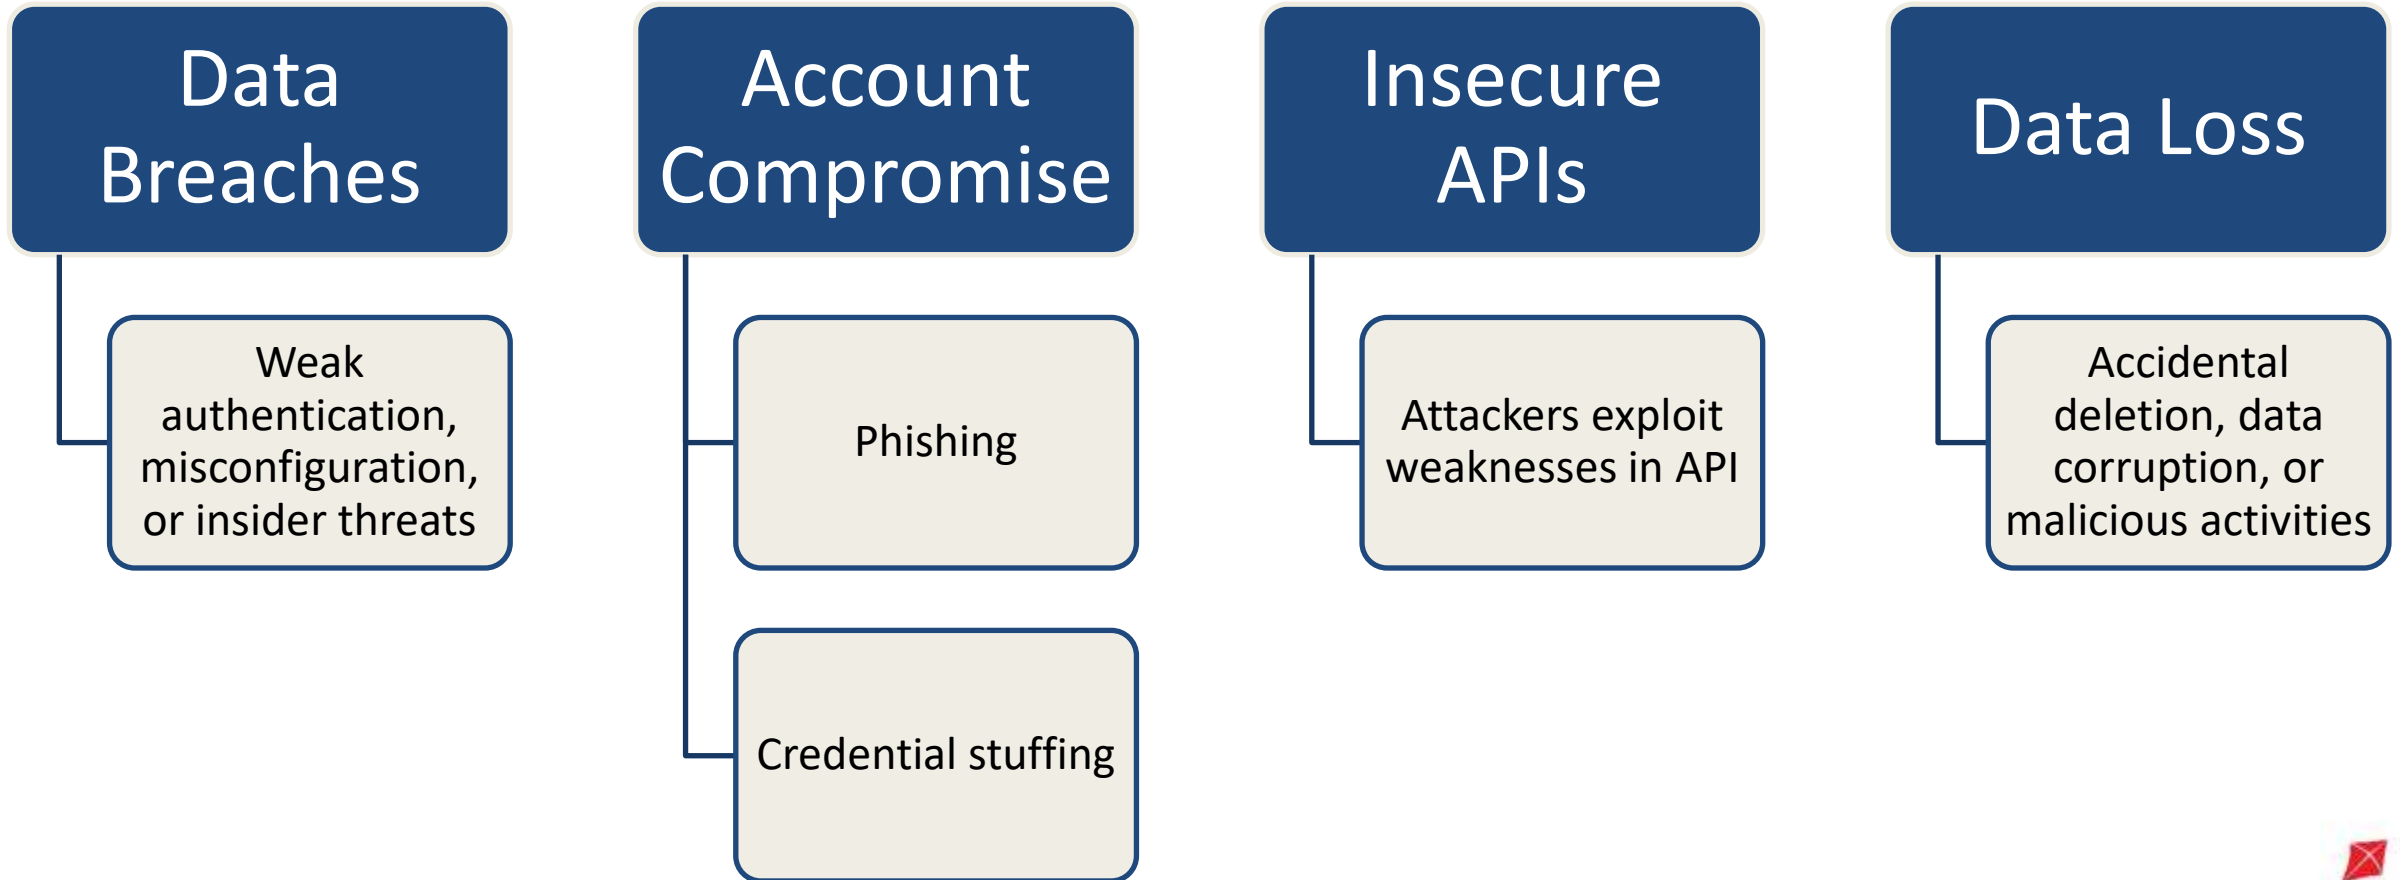 Data
Breaches
Weak
authentication,
misconfiguration,
or insider threats
Account
Compromise
Phishing
Credential stuffing
Insecure
APIs
Attackers exploit
weaknesses in API
Data Loss
Accidental
deletion, data
corruption, or
malicious activities